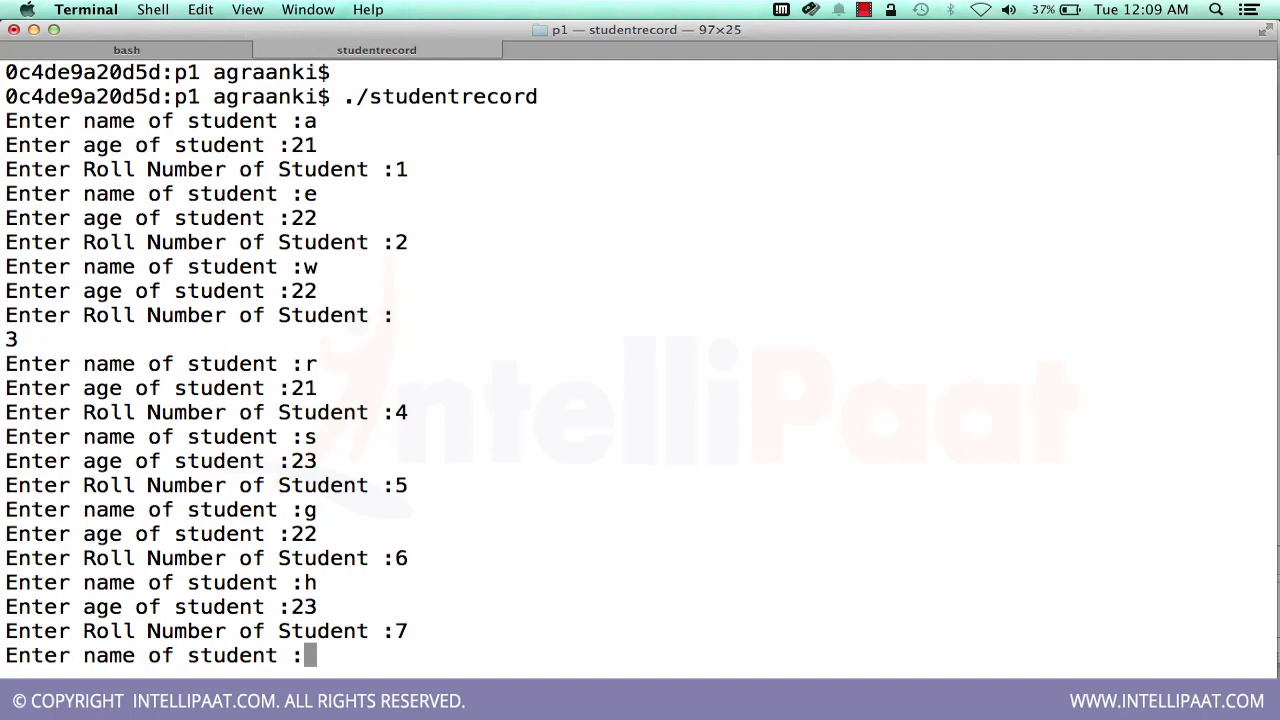 Terminal Shell Edit View Window Help 37% Tue 12:09 AM
p1 — studentrecord — 97×25
bash studentrecord
0c4de9a20d5d:p1 agraanki$
0c4de9a20d5d:p1 agraanki$ ./studentrecord
Enter name of student :a
Enter age of student :21
Enter Roll Number of Student :1
Enter name of student :e
Enter age of student :22
Enter Roll Number of Student :2
Enter name of student :w
Enter age of student :22
Enter Roll Number of Student :
3
Enter name of student :r
Enter age of student :21
Enter Roll Number of Student :4
Enter name of student :s
Enter age of student :23
Enter Roll Number of Student :5
Enter name of student :g
Enter age of student :22
Enter Roll Number of Student :6
Enter name of student :h
Enter age of student :23
Enter Roll Number of Student :7
Enter name of student :
IntelliPaat
© COPYRIGHT INTELLIPAAT.COM. ALL RIGHTS RESERVED. WWW.INTELLIPAAT.COM